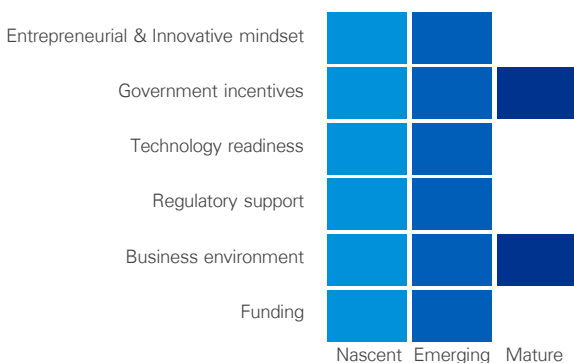 Entrepreneurial & Innovative mindset
Government incentives
Technology readiness
Regulatory support
Business environment
Funding
Nascent Emerging Mature